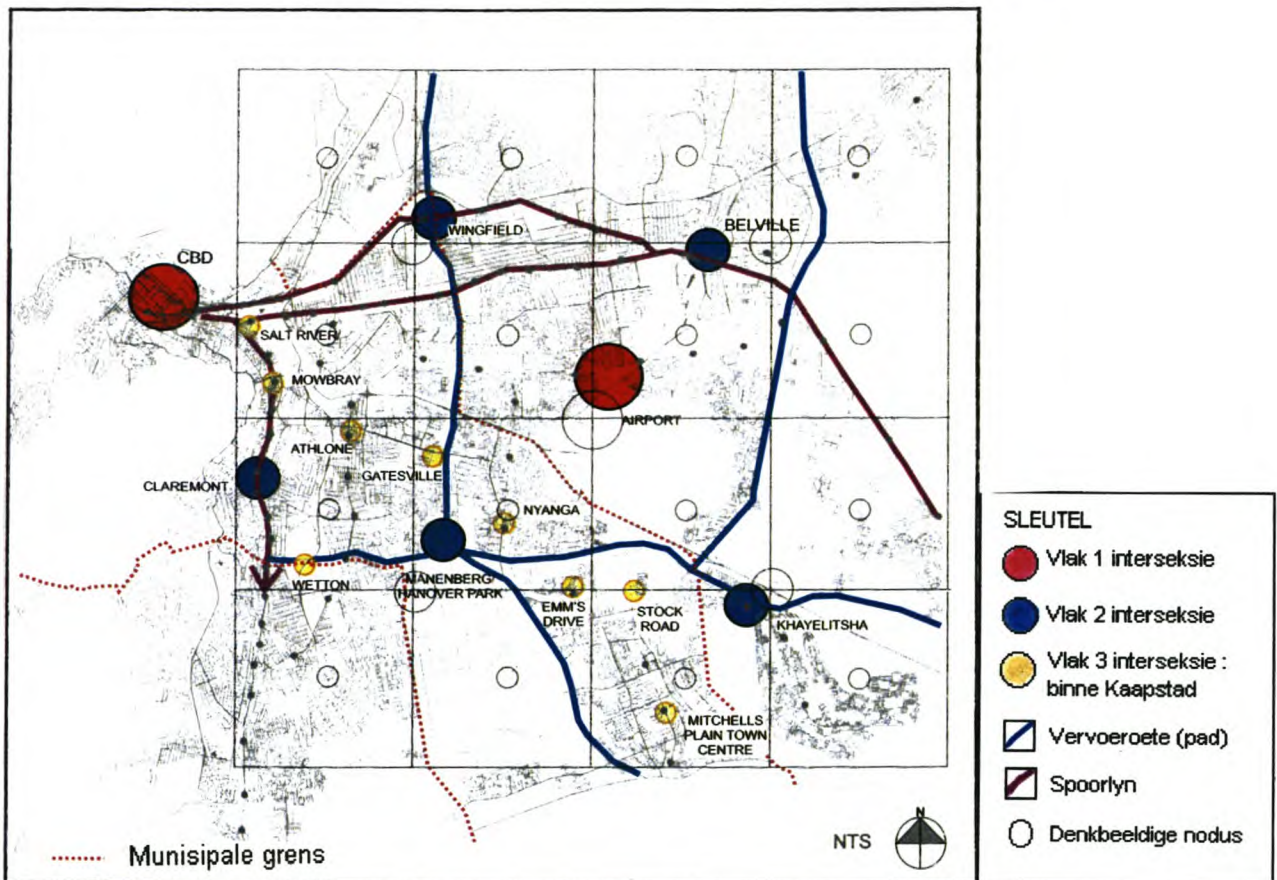 WINGFIELD
BELVILLE
CBD
SALT RIVER
MOWBRAY
AIRPORT
ATHLONE
GATESVILLE
CLAREMONT
NYANGA
WETTON
MANENBERG/
HANOVER PARK
EMM'S
DRIVE
STOCK
ROAD
KHAYELITSHA
MITCHELLS
PLAIN TOWN
CENTRE
Munisipale grens
NTS
N
SLEUTEL
Vlak 1 interseksie
Vlak 2 interseksie
Vlak 3 interseksie :
binne Kaapstad
Vervoeroete (pad)
Spoorlyn
Denkbeeldige nodus